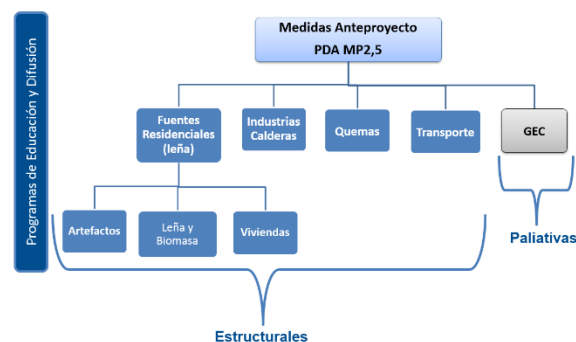 Programas de Educación y Difusión
Medidas Anteproyecto
PDA MP2,5
Fuentes
Residenciales
(leña)
Industrias
Calderas
Quemas
Transporte
GEC
Artefactos
Leña y
Biomasa
Viviendas
Paliativas
Estructurales